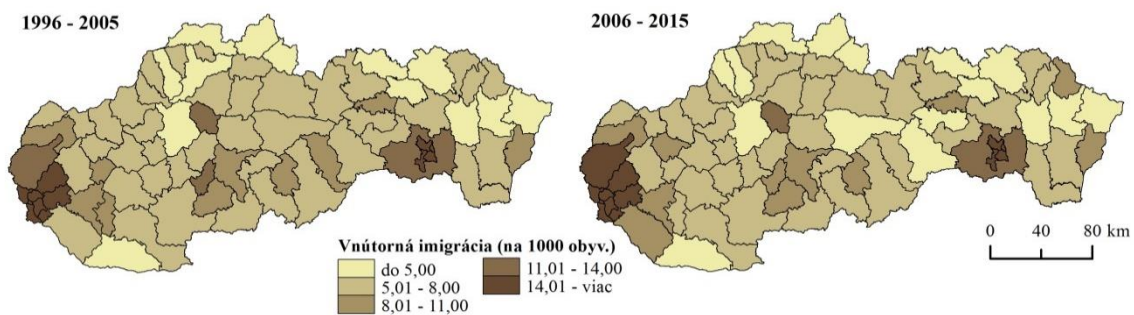 1996 - 2005
2006 - 2015
Vnútorná imigrácia (na 1000 obyv.)
do 5,00
5,01 - 8,00
8,01 - 11,00
11,01 - 14,00
14,01 - viac
0 40 80 km